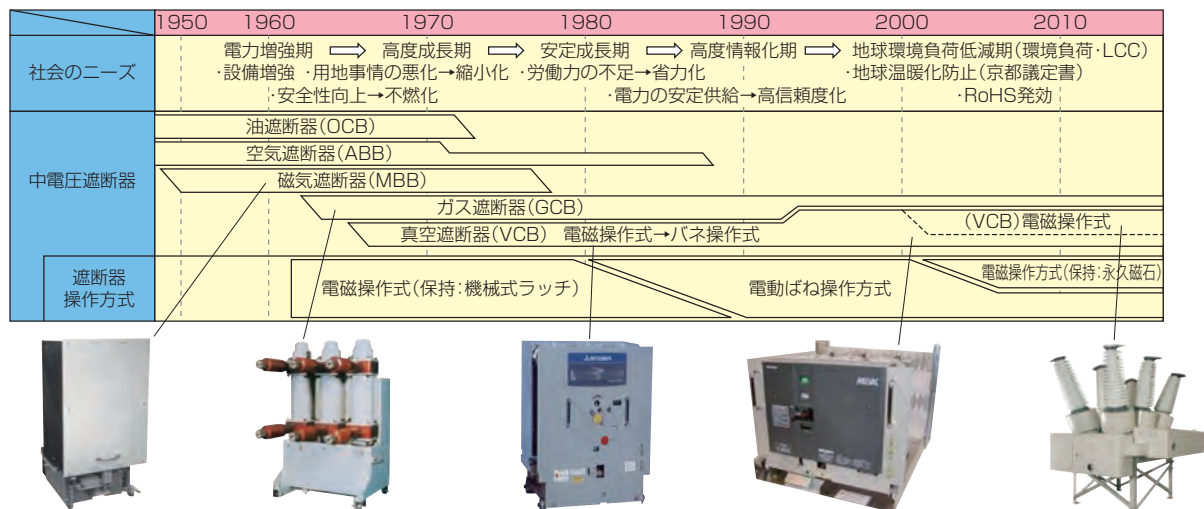 1950 1960 1970 1980 1990 2000 2010
社会のニーズ
電力増強期 ⇨ 高度成長期 ⇨ 安定成長期 ⇨ 高度情報化期 ⇨ 地球環境負荷低減期(環境負荷・LCC)
・設備増強 ・用地事情の悪化→縮小化 ・労働力の不足→省力化 ・地球温暖化防止(京都議定書)
・安全性向上→不燃化 ・電力の安定供給→高信頼度化 ・RoHS発効
中電圧遮断器
油遮断器(OCB)
空気遮断器(ABB)
磁気遮断器(MBB)
ガス遮断器(GCB)
真空遮断器(VCB) 電磁操作式→バネ操作式
(VCB)電磁操作式
遮断器
操作方式
電磁操作式(保持:機械式ラッチ)
電動ばね操作方式
電磁操作方式(保持:永久磁石)